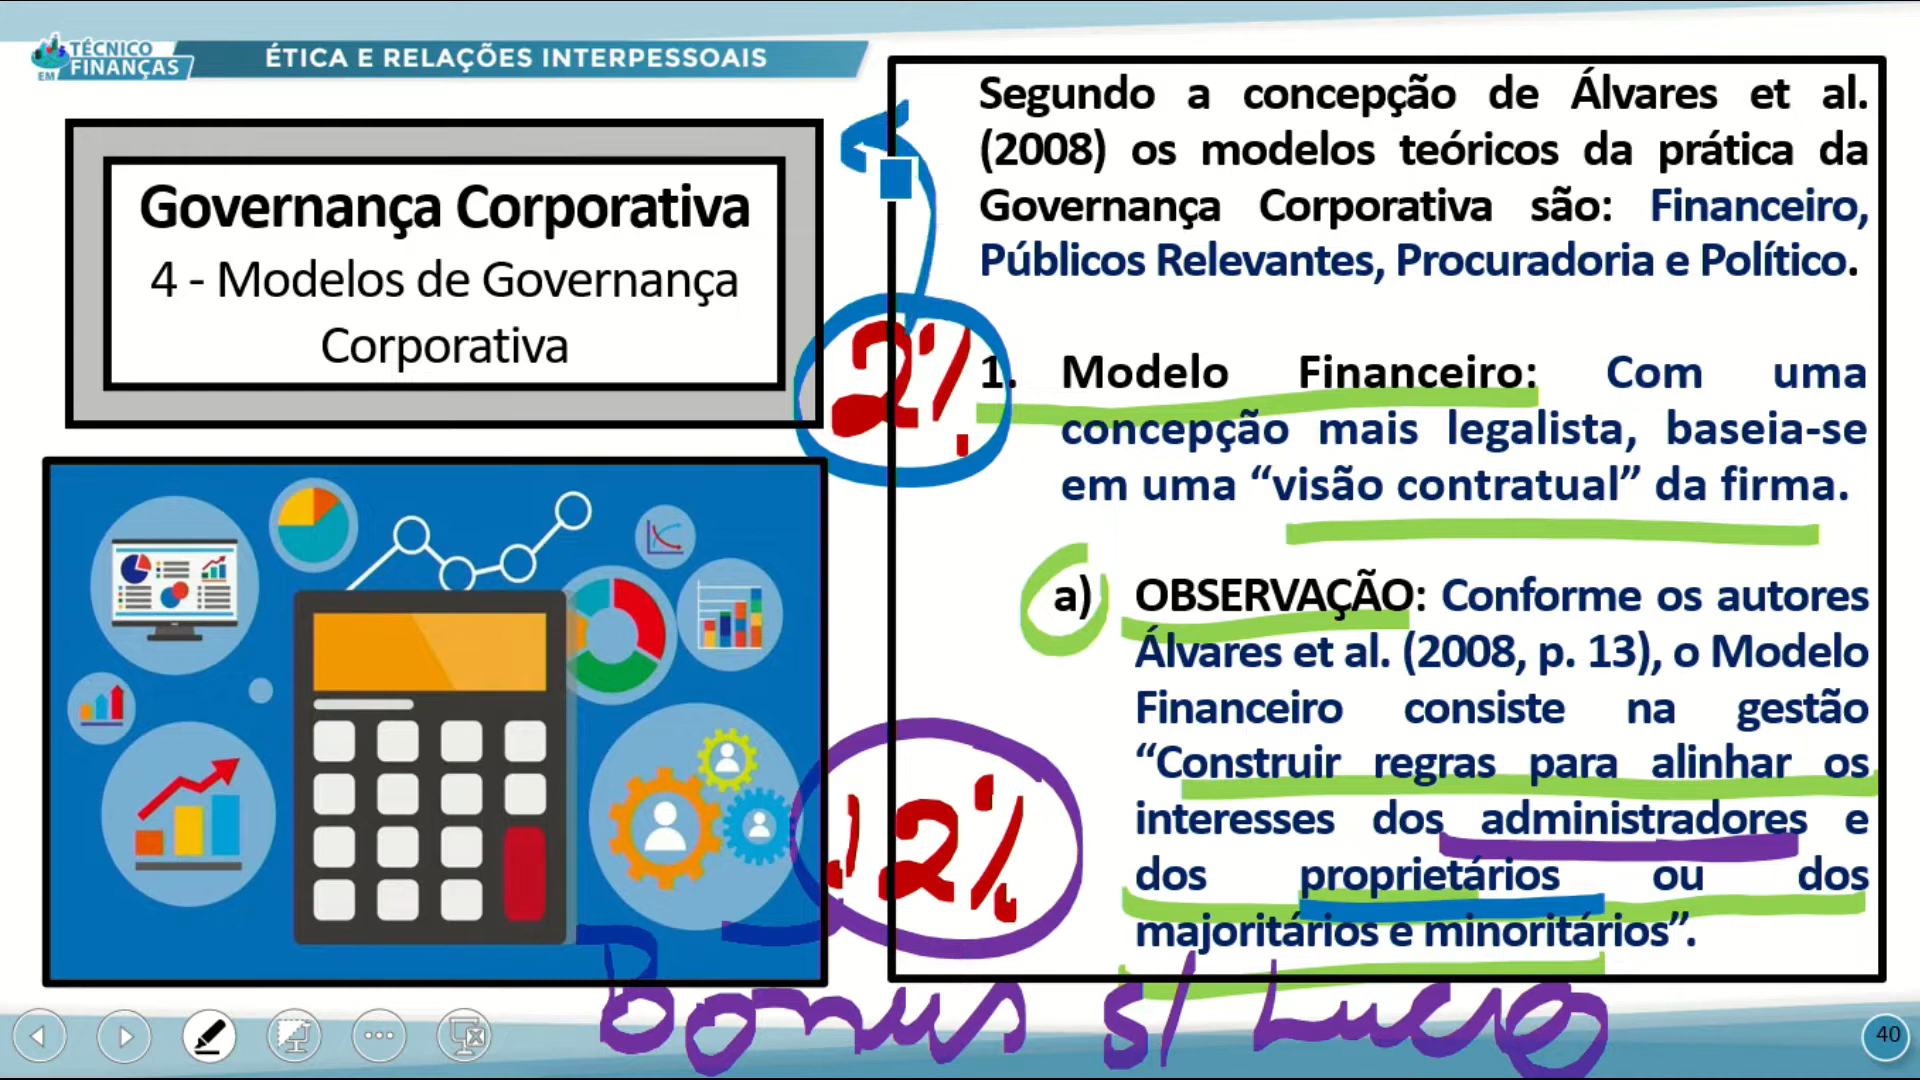 TÉCNICO
EM FINANÇAS
ÉTICA E RELAÇÕES INTERPESSOAIS
Governança Corporativa
4 - Modelos de Governança
Corporativa
Segundo a concepção de Álvares et al.
(2008) os modelos teóricos da prática da
Governança Corporativa são: Financeiro,
Públicos Relevantes, Procuradoria e Político.
2%
1. Modelo Financeiro: Com uma
concepção mais legalista, baseia-se
em uma “visão contratual” da firma.
a) OBSERVAÇÃO: Conforme os autores
Álvares et al. (2008, p. 13), o Modelo
Financeiro consiste na gestão
“Construir regras para alinhar os
interesses dos administradores e
dos proprietários ou dos
majoritários e minoritários”.
12%
Bonus s/ Lucro
40